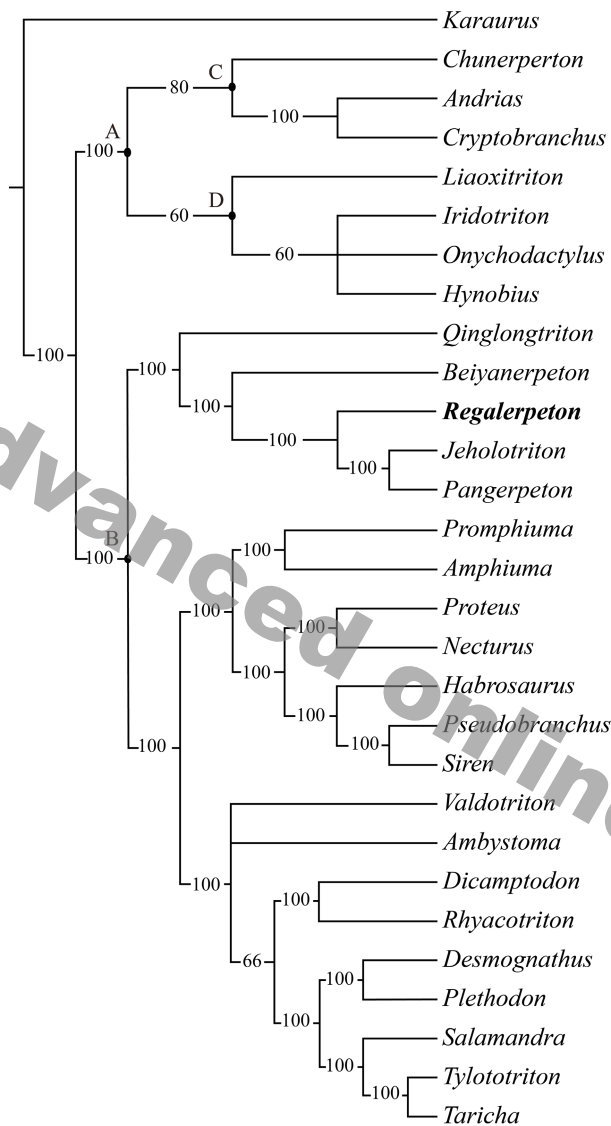 Karaurus
Chunerperton
C
80
Andrias
100
A
Cryptobranchus
100
Liaoxitriton
D
60
Iridotriton
60
Onychodactylus
Hynobius
Qinglongtriton
100
100
Beiyanerpeton
100
Regalerpeton
100
Jeholotriton
100
Pangerpeton
Promphiuma
B
100
100
Amphiuma
Proteus
100
100
Necturus
100
Habrosaurus
100
Pseudobranchus
100
100
Siren
Valdotriton
Ambystoma
100
Dicamptodon
100
Rhyacotriton
66
Desmognathus
100
Plethodon
100
Salamandra
100
Tylototriton
100
Taricha
dvanced online